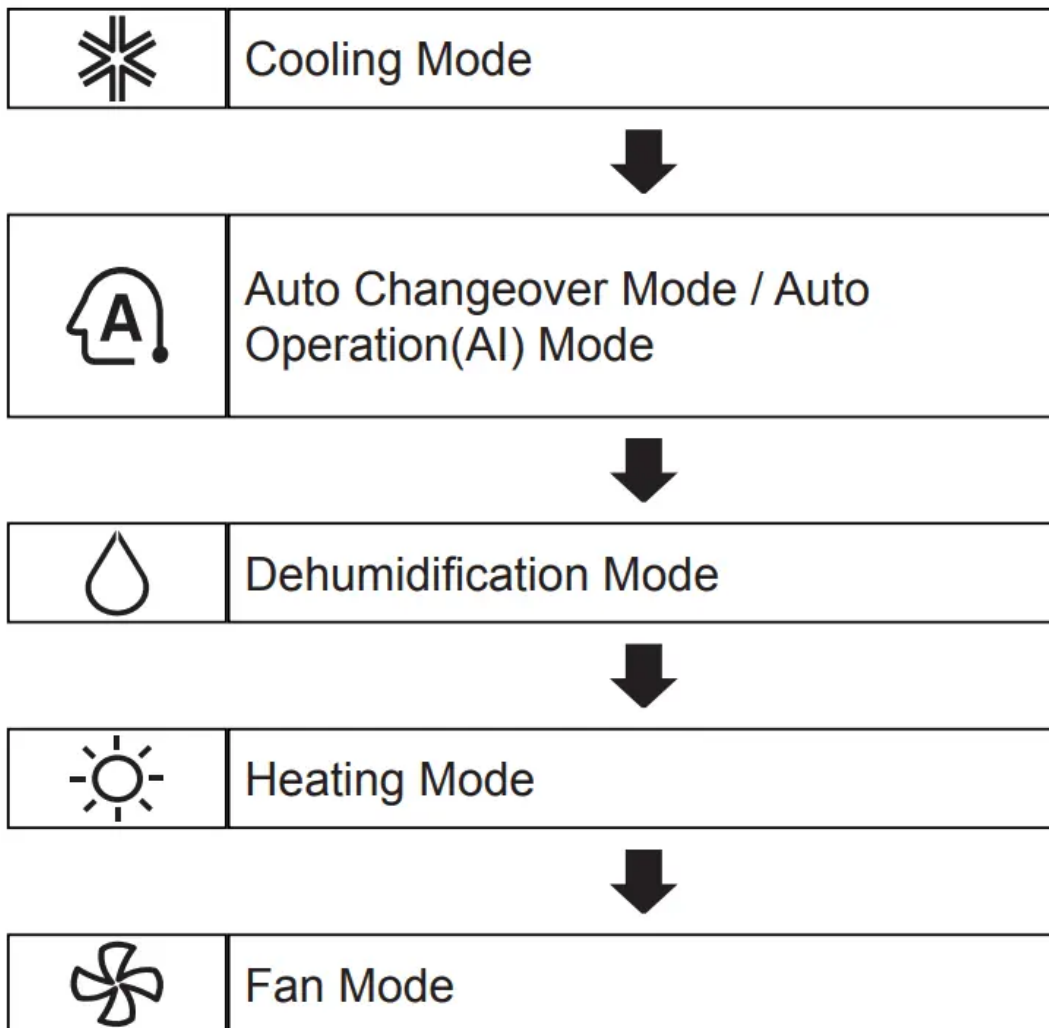 Cooling Mode
A
Auto Changeover Mode / Auto
Operation(AI) Mode
Dehumidification Mode
Heating Mode
Fan Mode